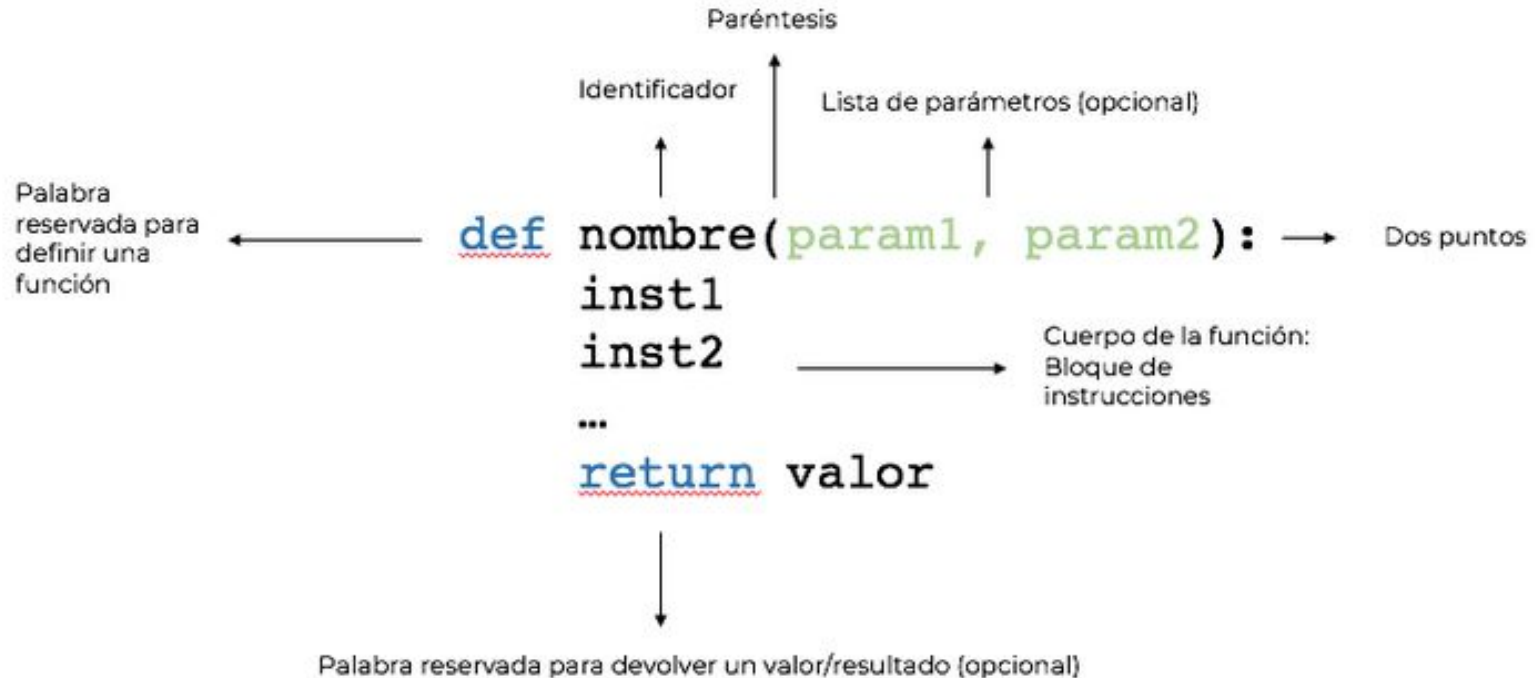 Paréntesis
Identificador
Lista de parámetros (opcional)
Palabra
reservada para
definir una
función
def nombre(param1, param2):
Dos puntos
inst1
inst2
Cuerpo de la función:
Bloque de
instrucciones
…
return valor
Palabra reservada para devolver un valor/resultado (opcional)